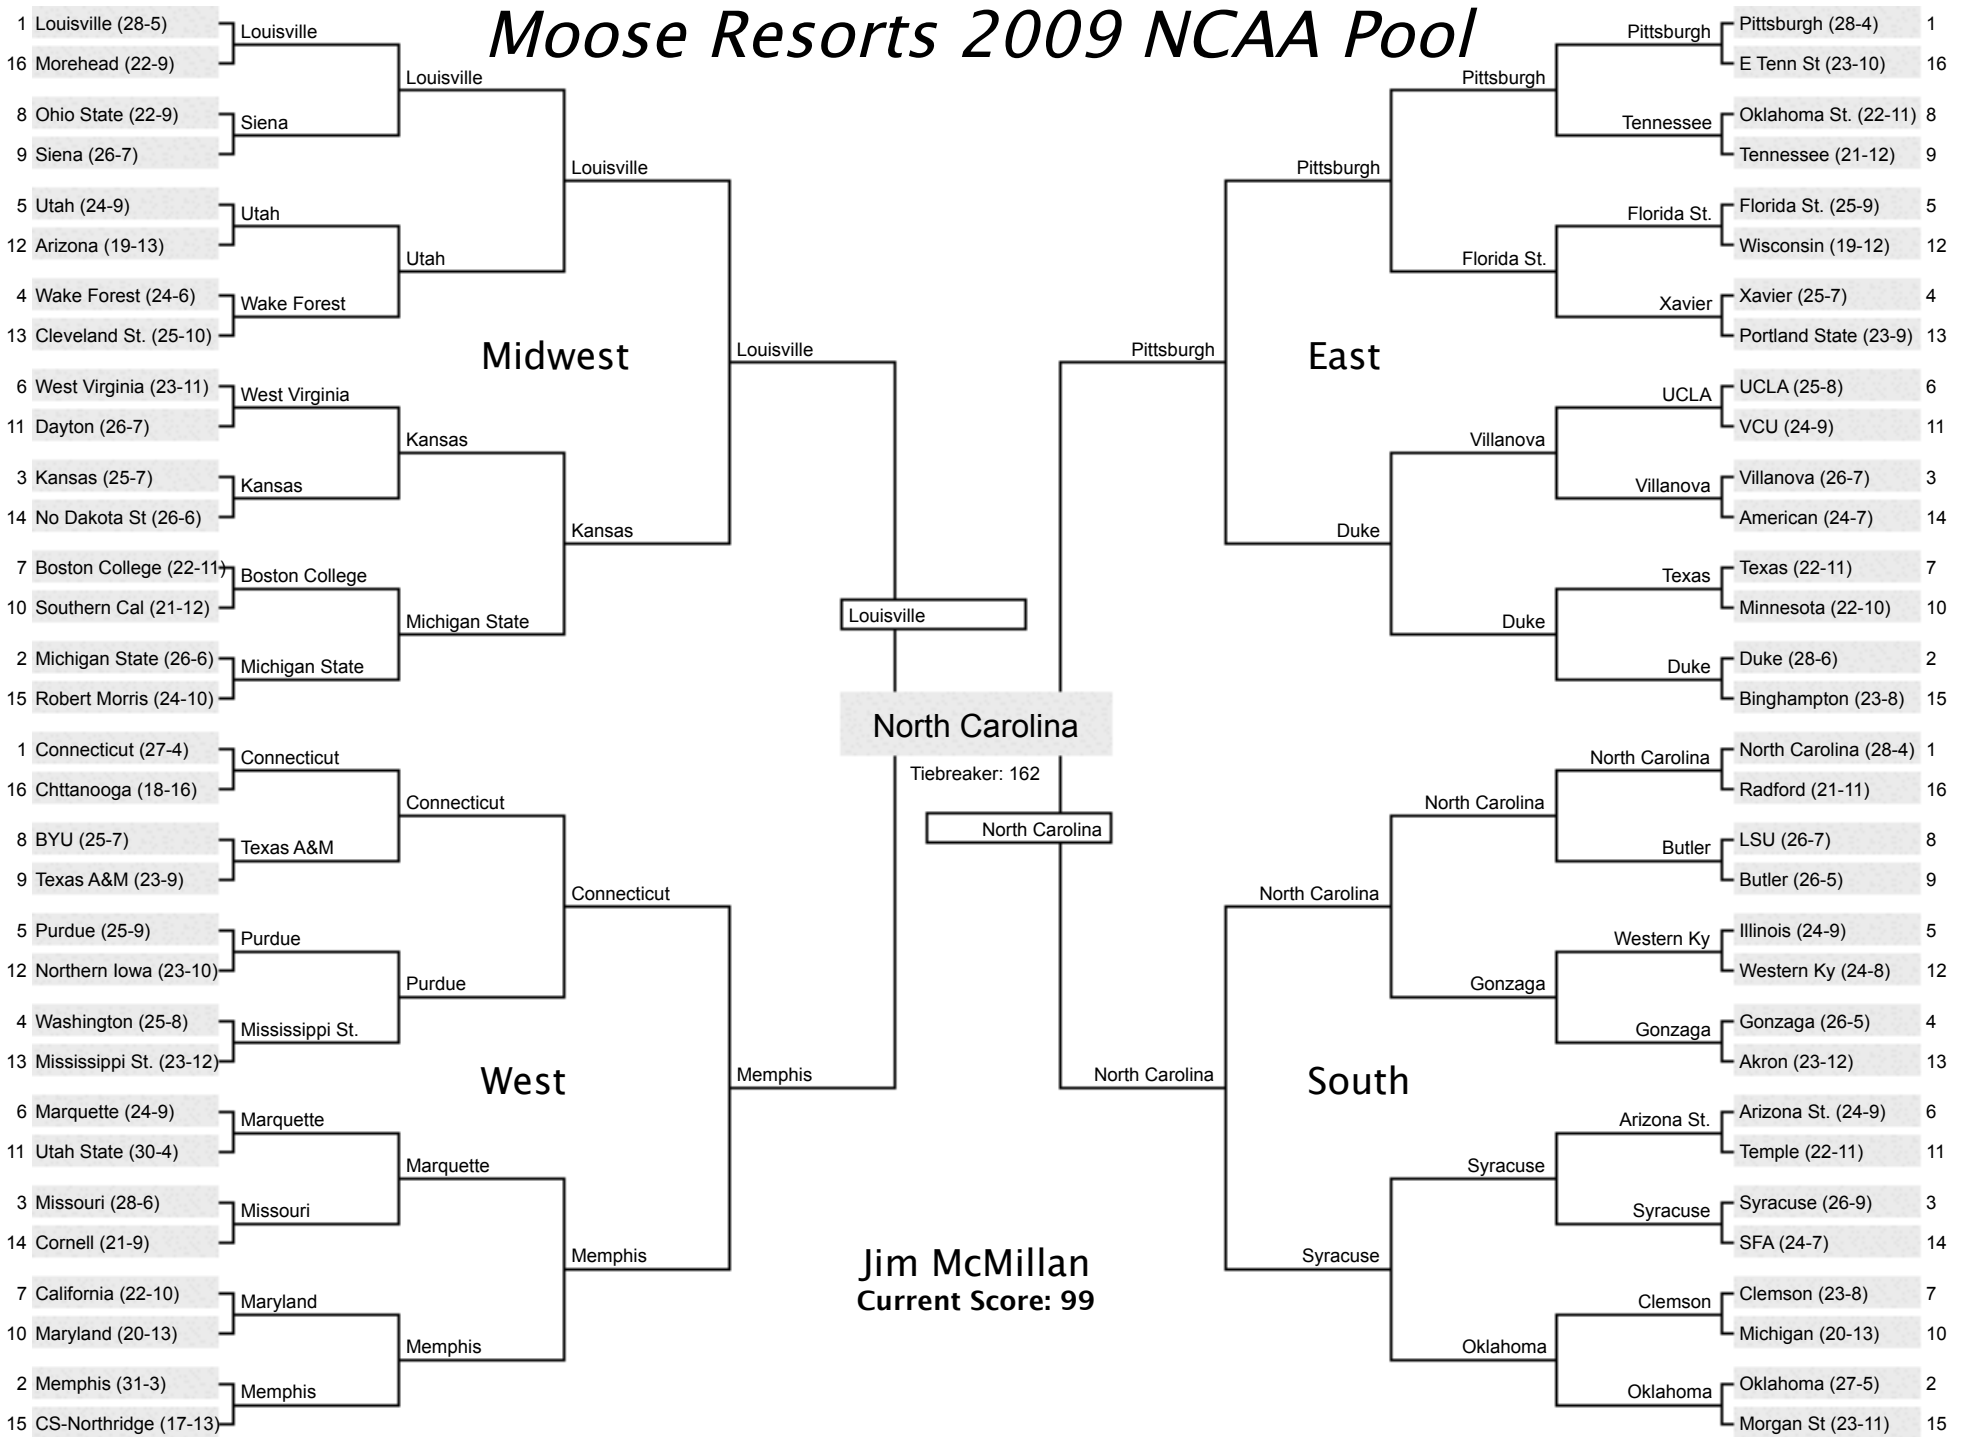 Moose Resorts 2009 NCAA Pool
1 Louisville (28-5)
16 Morehead (22-9)
8 Ohio State (22-9)
9 Siena (26-7)
5 Utah (24-9)
12 Arizona (19-13)
4 Wake Forest (24-6)
13 Cleveland St. (25-10)
6 West Virginia (23-11)
11 Dayton (26-7)
3 Kansas (25-7)
14 No Dakota St (26-6)
7 Boston College (22-11)
10 Southern Cal (21-12)
2 Michigan State (26-6)
15 Robert Morris (24-10)
Louisville
Siena
Utah
Wake Forest
West Virginia
Kansas
Boston College
Michigan State
Louisville
Utah
Kansas
Michigan State
Louisville
Kansas
Louisville
Midwest
1 Connecticut (27-4)
16 Chttanooga (18-16)
8 BYU (25-7)
9 Texas A&M (23-9)
5 Purdue (25-9)
12 Northern Iowa (23-10)
4 Washington (25-8)
13 Mississippi St. (23-12)
6 Marquette (24-9)
11 Utah State (30-4)
3 Missouri (28-6)
14 Cornell (21-9)
7 California (22-10)
10 Maryland (20-13)
2 Memphis (31-3)
15 CS-Northridge (17-13)
Connecticut
Texas A&M
Purdue
Mississippi St.
Marquette
Missouri
Maryland
Memphis
Connecticut
Purdue
Marquette
Memphis
Connecticut
Memphis
Memphis
West
Louisville
North Carolina
Tiebreaker: 162
North Carolina
Jim McMillan
Current Score: 99
Pittsburgh (28-4) 1
E Tenn St (23-10) 16
Oklahoma St. (22-11) 8
Tennessee (21-12) 9
Florida St. (25-9) 5
Wisconsin (19-12) 12
Xavier (25-7) 4
Portland State (23-9) 13
UCLA (25-8) 6
VCU (24-9) 11
Villanova (26-7) 3
American (24-7) 14
Texas (22-11) 7
Minnesota (22-10) 10
Duke (28-6) 2
Binghampton (23-8) 15
Pittsburgh
Tennessee
Florida St.
Xavier
UCLA
Villanova
Texas
Duke
Pittsburgh
Florida St.
Villanova
Duke
Pittsburgh
Duke
Pittsburgh
East
North Carolina (28-4) 1
Radford (21-11) 16
LSU (26-7) 8
Butler (26-5) 9
Illinois (24-9) 5
Western Ky (24-8) 12
Gonzaga (26-5) 4
Akron (23-12) 13
Arizona St. (24-9) 6
Temple (22-11) 11
Syracuse (26-9) 3
SFA (24-7) 14
Clemson (23-8) 7
Michigan (20-13) 10
Oklahoma (27-5) 2
Morgan St (23-11) 15
North Carolina
Butler
Western Ky
Gonzaga
Arizona St.
Syracuse
Clemson
Oklahoma
North Carolina
Gonzaga
Syracuse
Oklahoma
North Carolina
Syracuse
North Carolina
South